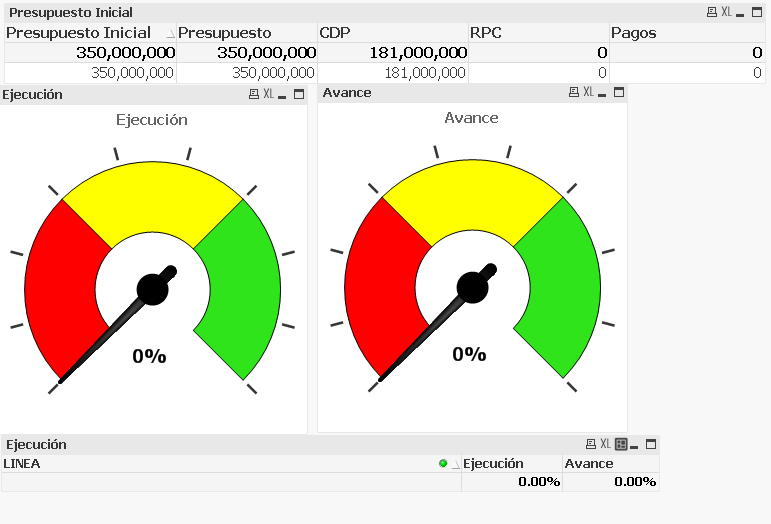 Presupuesto Inicial XL
Presupuesto Inicial Presupuesto CDP RPC Pagos
350,000,000 350,000,000 181,000,000 0 0
350,000,000 350,000,000 181,000,000 0 0
Ejecución XL
Avance XL
Ejecución
Avance
0%
0%
Ejecución XL
LINEA Ejecución Avance
0.00% 0.00%